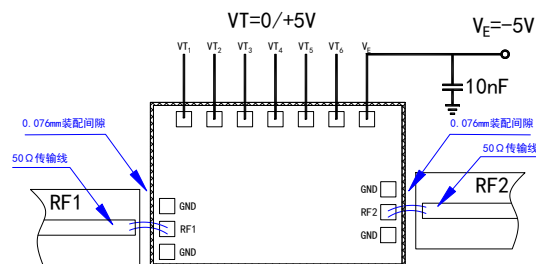 VT=0/+5V
V_E=-5V
VT₁ VT₂ VT₃ VT₄ VT₅ VT₆ V_E
10nF
0.076mm装配间隙
0.076mm装配间隙
50Ω传输线
50Ω传输线
RF1
RF2
GND
GND
RF1
RF2
GND
GND